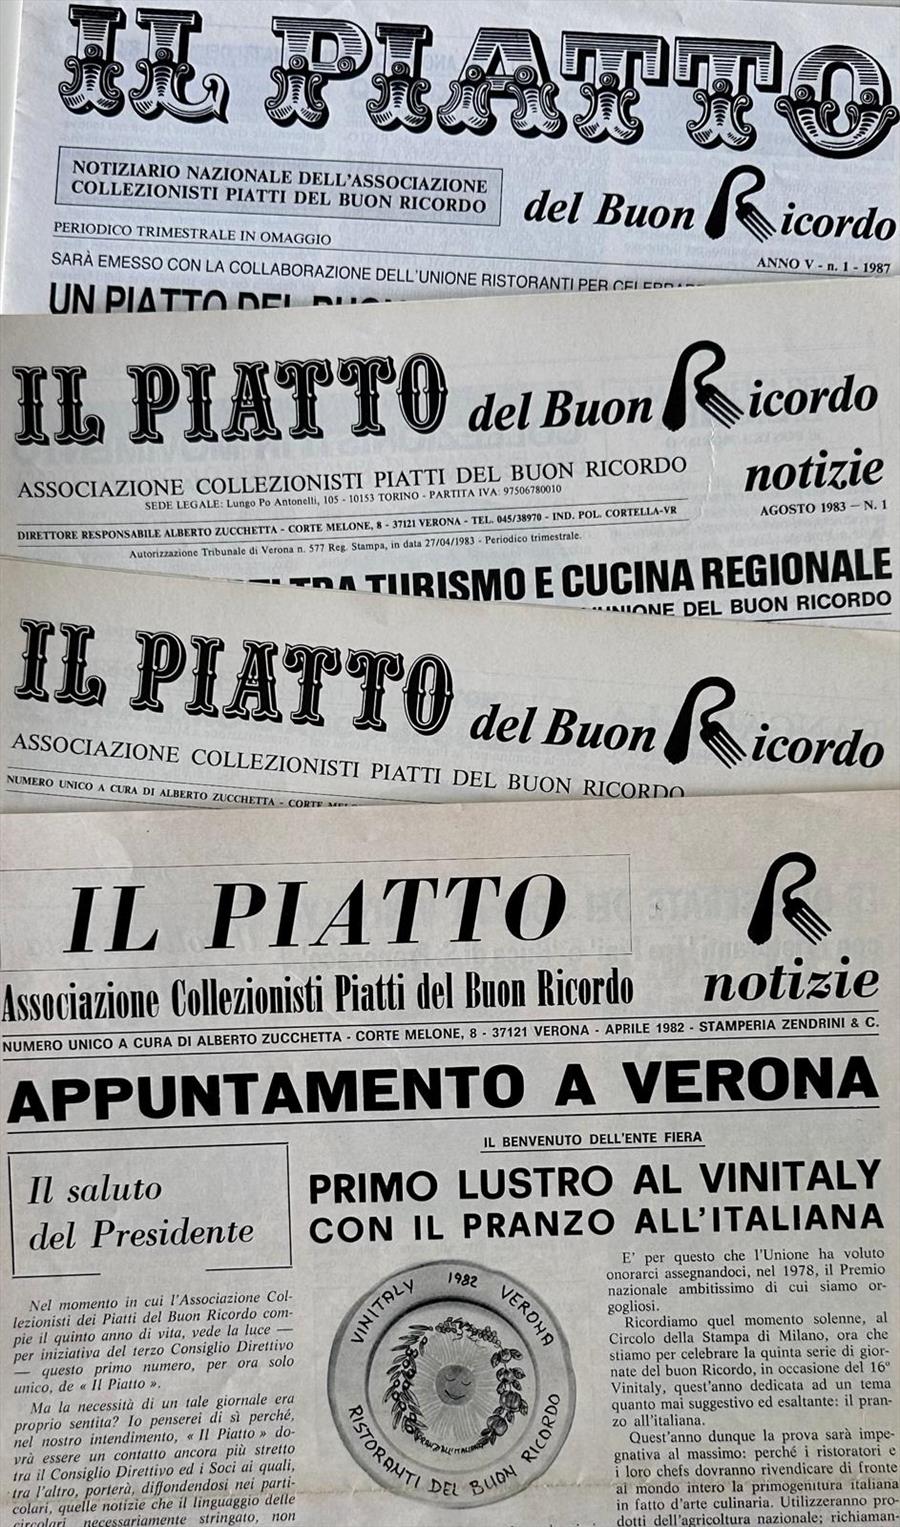 IL PIATTO
NOTIZIARIO NAZIONALE DELL'ASSOCIAZIONE
COLLEZIONISTI PIATTI DEL BUON RICORDO
del Buon Ricordo
PERIODICO TRIMESTRALE IN OMAGGIO
ANNO V - n. 1 - 1987
SARÀ EMESSO CON LA COLLABORAZIONE DELL'UNIONE RISTORANTI PER
UN PIATTO DEL
IL PIATTO del Buon Ricordo
notizie
ASSOCIAZIONE COLLEZIONISTI PIATTI DEL BUON RICORDO
SEDE LEGALE: Lungo Po Antonelli, 105 - 10153 TORINO - PARTITA IVA: 97506780010
AGOSTO 1983 - N. 1
DIRETTORE RESPONSABILE ALBERTO ZUCCHETTA - CORTE MELONE, 8 - 37121 VERONA - TEL. 045/38970 - IND. POL. CORTELLA-VR
Autorizzazione Tribunale di Verona n. 577 Reg. Stampa, in data 27/04/1983 - Periodico trimestrale.
TURISMO E CUCINA REGIONALE
DEL BUON RICORDO
IL PIATTO del Buon Ricordo
ASSOCIAZIONE COLLEZIONISTI PIATTI DEL BUON RICORDO
NUMERO UNICO A CURA DI ALBERTO ZUCCHETTA - CORTE
IL PIATTO
Associazione Collezionisti Piatti del Buon Ricordo
R
notizie
NUMERO UNICO A CURA DI ALBERTO ZUCCHETTA - CORTE MELONE, 8 - 37121 VERONA - APRILE 1982 - STAMPERIA ZENDRINI & C.
APPUNTAMENTO A VERONA
Il saluto
del Presidente
Nel momento in cui l'Associazione Col-
lezionisti dei Piatti del Buon Ricordo com-
pie il quinto anno di vita, vede la luce —
per iniziativa del terzo Consiglio Direttivo
— questo primo numero, per ora solo
unico, de « Il Piatto ».
Ma la necessità di un tale giornale era
proprio sentita? Io penserei di sì perché,
nel nostro intendimento, « Il Piatto » do-
vrà essere un contatto ancora più stretto
tra il Consiglio Direttivo ed i Soci ai quali,
tra l'altro, porterà, diffondendosi nei parti-
colari, quelle notizie che il linguaggio delle
circolari, necessariamente stringato, non
IL BENVENUTO DELL'ENTE FIERA
PRIMO LUSTRO AL VINITALY
CON IL PRANZO ALL'ITALIANA
VINITALY 1982 VERONA
RISTORANTI DEL BUON RICORDO
E' per questo che l'Unione ha voluto
onorarci assegnandoci, nel 1978, il Premio
nazionale ambitissimo di cui siamo or-
gogliosi.
Ricordiamo quel momento solenne, al
Circolo della Stampa di Milano, ora che
stiamo per celebrare la quinta serie di gior-
nate del buon Ricordo, in occasione del 16º
Vinitaly, quest'anno dedicata ad un tema
quanto mai suggestivo ed esaltante: il pran-
zo all'italiana.
Quest'anno dunque la prova sarà impe-
gnativa al massimo: perché i ristoratori e
i loro chefs dovranno rivendicare di fronte
al mondo intero la primogenitura italiana
in fatto d'arte culinaria. Utilizzeranno pro-
dotti dell'agricoltura nazionale; richiaman-